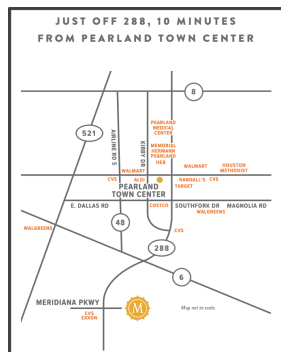 JUST OFF 288, 10 MINUTES
FROM PEARLAND TOWN CENTER
8
521
AIRLINE RD S
KIRBY DR
PEARLAND
MEDICAL
CENTER
MEMORIAL
HERMANN
PEARLAND
HEB
WALMART
WALMART
HOUSTON
METHODIST
CVS
ALDI
RANDALL'S
CVS
TARGET
PEARLAND
TOWN CENTER
E. DALLAS RD
COSTCO
SOUTHFORK DR
MAGNOLIA RD
WALGREENS
WALGREENS
48
CVS
288
6
MERIDIANA PKWY
M
CVS
EXXON
Map not to scale.